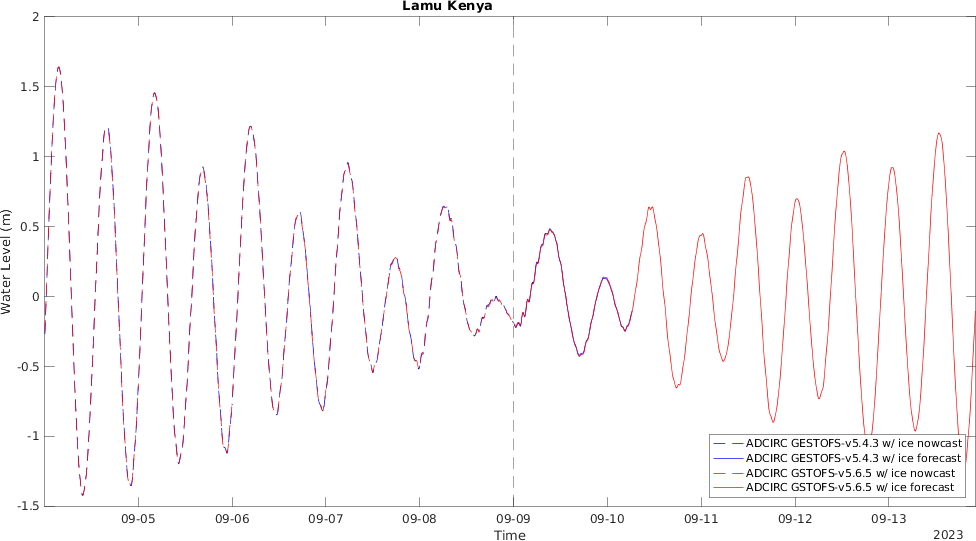 Lamu Kenya
2
1.5
1
0.5
0
-0.5
-1
-1.5
Water Level (m)
09-05 09-06 09-07 09-08 09-09 09-10 09-11 09-12 09-13
Time
2023
ADCIRC GESTOFS-v5.4.3 w/ ice nowcast
ADCIRC GESTOFS-v5.4.3 w/ ice forecast
ADCIRC GSTOFS-v5.6.5 w/ ice nowcast
ADCIRC GSTOFS-v5.6.5 w/ ice forecast